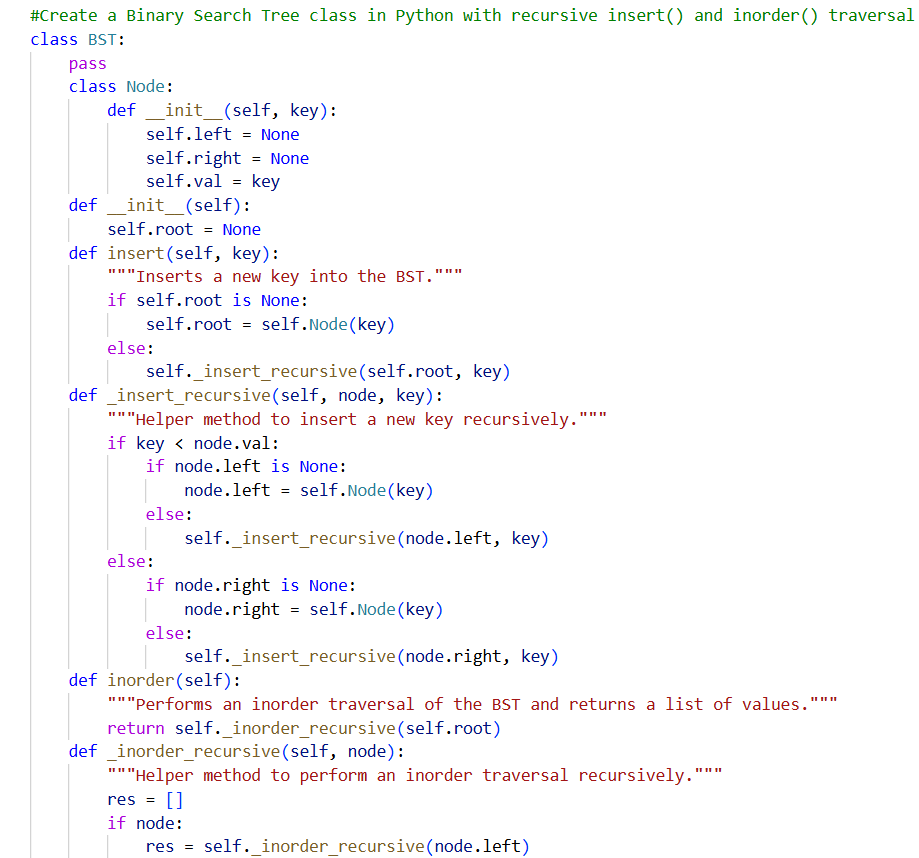 #Create a Binary Search Tree class in Python with recursive insert() and inorder() traversal
class BST:
    pass
    class Node:
        def __init__(self, key):
            self.left = None
            self.right = None
            self.val = key
    def __init__(self):
        self.root = None
    def insert(self, key):
        """Inserts a new key into the BST."""
        if self.root is None:
            self.root = self.Node(key)
        else:
            self._insert_recursive(self.root, key)
    def _insert_recursive(self, node, key):
        """Helper method to insert a new key recursively."""
        if key < node.val:
            if node.left is None:
                node.left = self.Node(key)
            else:
                self._insert_recursive(node.left, key)
        else:
            if node.right is None:
                node.right = self.Node(key)
            else:
                self._insert_recursive(node.right, key)
    def inorder(self):
        """Performs an inorder traversal of the BST and returns a list of values."""
        return self._inorder_recursive(self.root)
    def _inorder_recursive(self, node):
        """Helper method to perform an inorder traversal recursively."""
        res = []
        if node:
            res = self._inorder_recursive(node.left)